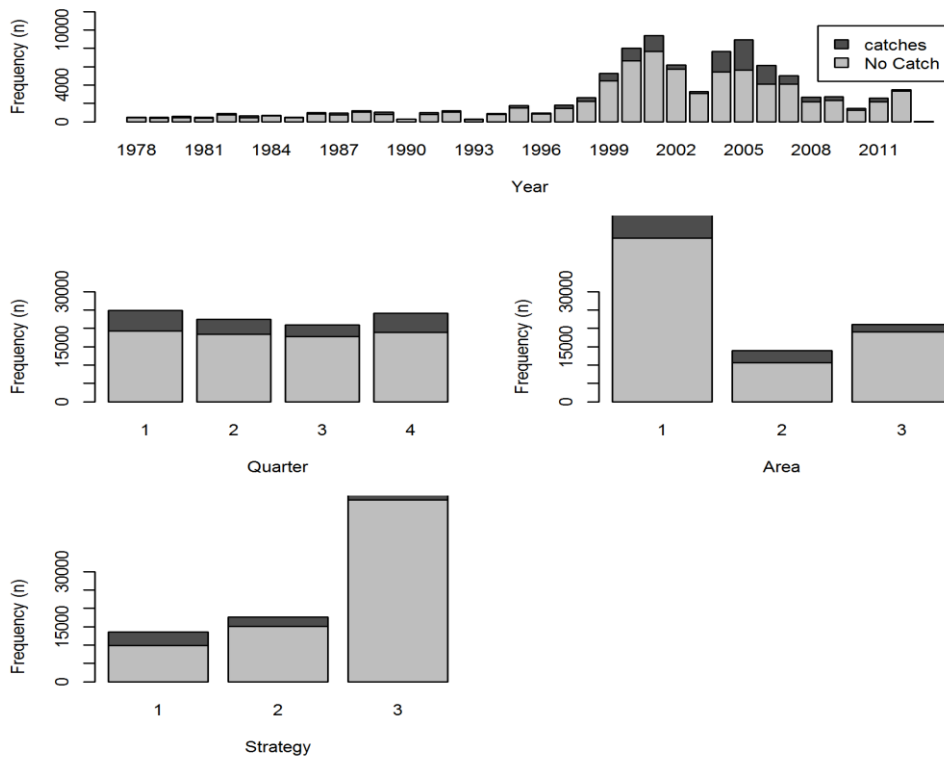 Frequency (n)
10000
4000
0
catches
No Catch
1978 1981 1984 1987 1990 1993 1996 1999 2002 2005 2008 2011
Year
Frequency (n)
30000
15000
0
1 2 3 4
Quarter
Frequency (n)
30000
15000
0
1 2 3
Area
Frequency (n)
30000
15000
0
1 2 3
Strategy